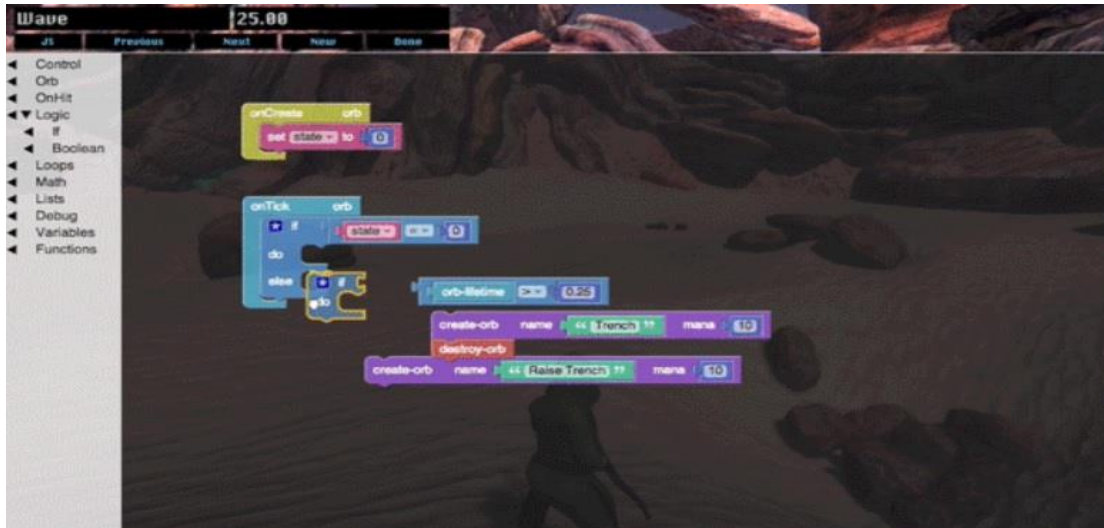 Wave 25.00
JS Previous Next New Done
Control
Orb
OnHit
Logic
If
Boolean
Loops
Math
Lists
Debug
Variables
Functions
onCreate orb
set state to 0
onTick orb
if state = 0
do
else if
do
orb-lifetime > 0.25
create-orb name “ Trench ” mana 10
destroy-orb
create-orb name “ Raise Trench ” mana 10